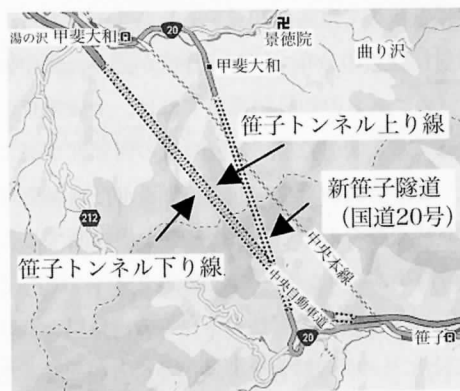 20
卍
景徳院
曲り沢
湯の沢
甲斐大和
甲斐大和
笹子トンネル上り線
新笹子隧道
(国道20号)
212
中央本線
笹子トンネル下り線
中央自動車道
20
笹子